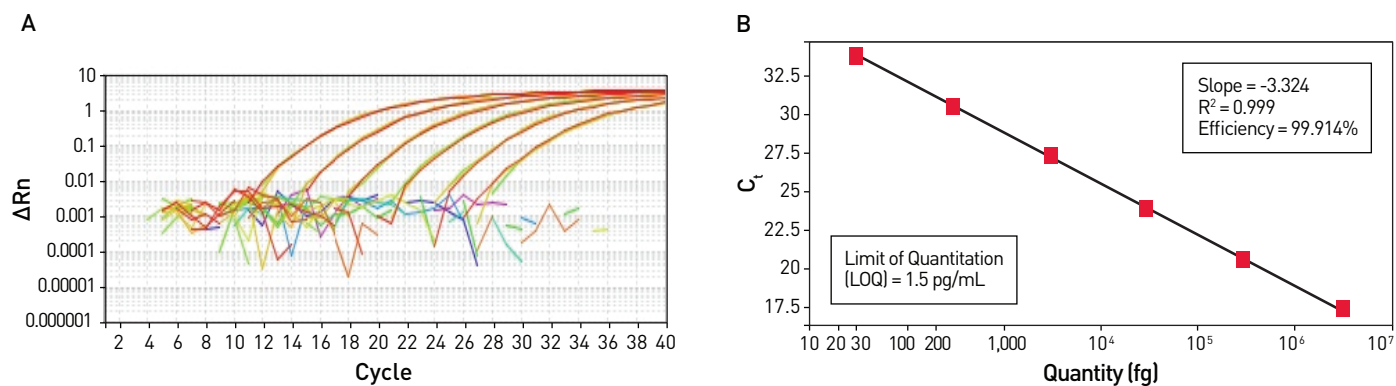 A
10
1
0.1
0.01
0.001
0.0001
0.00001
0.000001
ΔRn
2 4 6 8 10 12 14 16 18 20 22 24 26 28 30 32 34 36 38 40
Cycle
B
32.5
30
27.5
25
22.5
20
17.5
Cₜ
Slope = -3.324
R² = 0.999
Efficiency = 99.914%
Limit of Quantitation
(LOQ) = 1.5 pg/mL
10 20 30 100 200 1,000 10⁴ 10⁵ 10⁶ 10⁷
Quantity (fg)